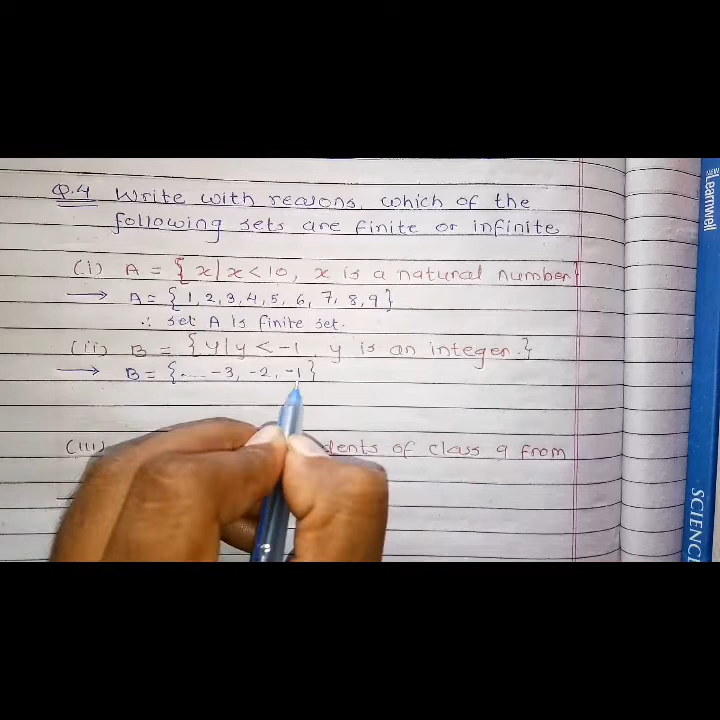 Q.4 Write with reasons, which of the
following sets are finite or infinite
(i) A = { x | x < 10, x is a natural number}
→ A = { 1, 2, 3, 4, 5, 6, 7, 8, 9 }
∴ set A is finite set.
(ii) B = { y | y < -1 y is an integer. }
→ B = { .... -3, -2, -1 }
(iii) dents of class 9 from
NEW Learnwell
SCIENC